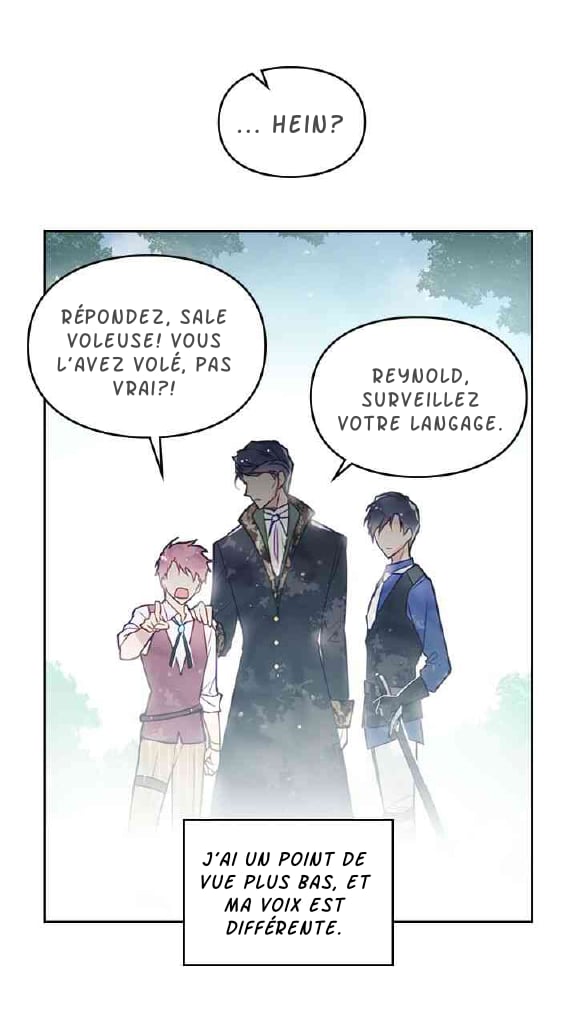 ... HEIN?
RÉPONDEZ, SALE
VOLEUSE! VOUS
L'AVEZ VOLÉ, PAS
VRAI?!
REYNOLD,
SURVEILLEZ
VOTRE LANGAGE.
J'AI UN POINT DE
VUE PLUS BAS, ET
MA VOIX EST
DIFFÉRENTE.